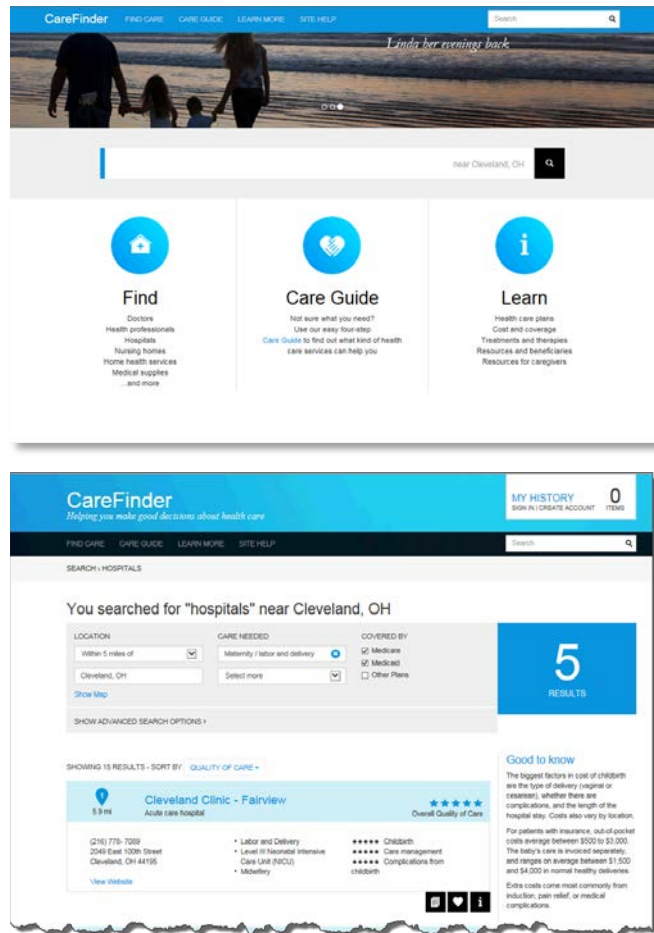 CareFinder FIND CARE CARE GUIDE LEARN MORE SITE HELP Search
Linda her evenings back
near Cleveland, OH
Find
Doctors
Health professionals
Hospitals
Nursing homes
Home health services
Medical supplies
...and more
Care Guide
Not sure what you need?
Use our easy four-step
Care Guide to find out what kind of health
care services can help you
Learn
Health care plans
Cost and coverage
Treatments and therapies
Resources and beneficiaries
Resources for caregivers
CareFinder
Helping you make good decisions about health care
MY HISTORY
SIGN IN | CREATE ACCOUNT
0
ITEMS
FIND CARE CARE GUIDE LEARN MORE SITE HELP Search
SEARCH › HOSPITALS
You searched for "hospitals" near Cleveland, OH
LOCATION
Within 5 miles of
Cleveland, OH
Show Map
CARE NEEDED
Maternity / labor and delivery
Select more
COVERED BY
Medicare
Medicaid
Other Plans
5
RESULTS
SHOW ADVANCED SEARCH OPTIONS ›
SHOWING 15 RESULTS - SORT BY QUALITY OF CARE
1
5.9 mi
Cleveland Clinic - Fairview
Acute care hospital
★★★★★
Overall Quality of Care
(216) 778- 7089
2049 East 100th Street
Cleveland, OH 44195
View Website
• Labor and Delivery
• Level III Neonatal Intensive
Care Unit (NICU)
• Midwifery
★★★★★ Childbirth
★★★★★ Care management
★★★★★ Complications from
childbirth
Good to know
The biggest factors in cost of childbirth
are the type of delivery (vaginal or
cesarean), whether there are
complications, and the length of the
hospital stay. Costs also vary by location.
For patients with insurance, out-of-pocket
costs average between $500 to $3,000.
The baby's care is invoiced separately,
and ranges on average between $1,500
and $4,000 in normal healthy deliveries.
Extra costs come most commonly from
induction, pain relief, or medical
complications.